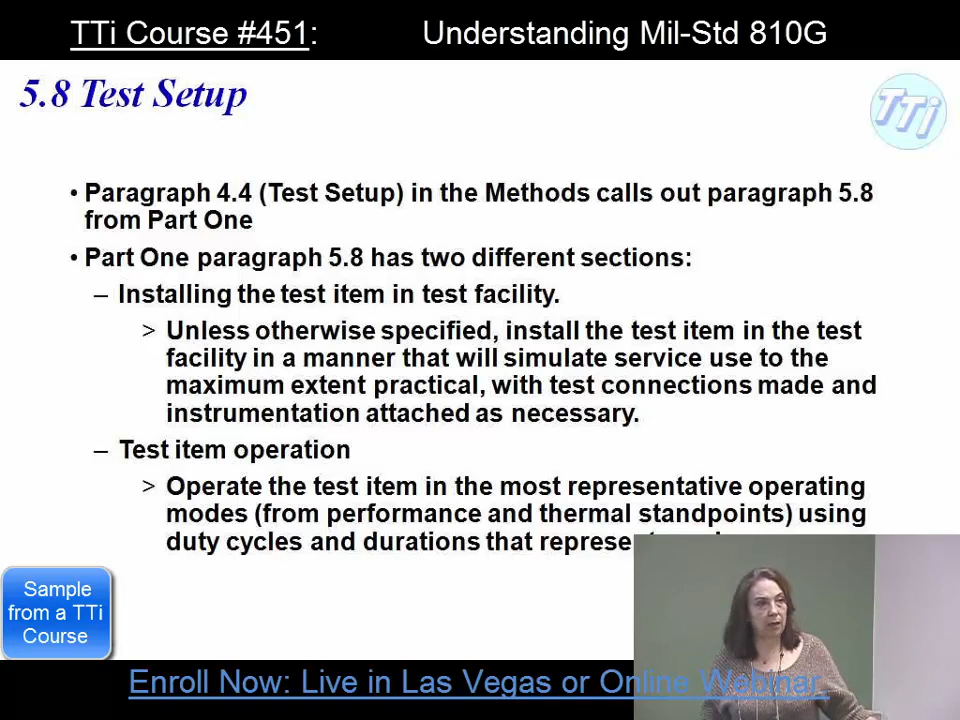 TTi Course #451: Understanding Mil-Std 810G
5.8 Test Setup
TTi
• Paragraph 4.4 (Test Setup) in the Methods calls out paragraph 5.8
from Part One
• Part One paragraph 5.8 has two different sections:
– Installing the test item in test facility.
> Unless otherwise specified, install the test item in the test
facility in a manner that will simulate service use to the
maximum extent practical, with test connections made and
instrumentation attached as necessary.
– Test item operation
> Operate the test item in the most representative operating
modes (from performance and thermal standpoints) using
duty cycles and durations that represent
Sample
from a TTi
Course
Enroll Now: Live in Las Vegas or Online Webinar.